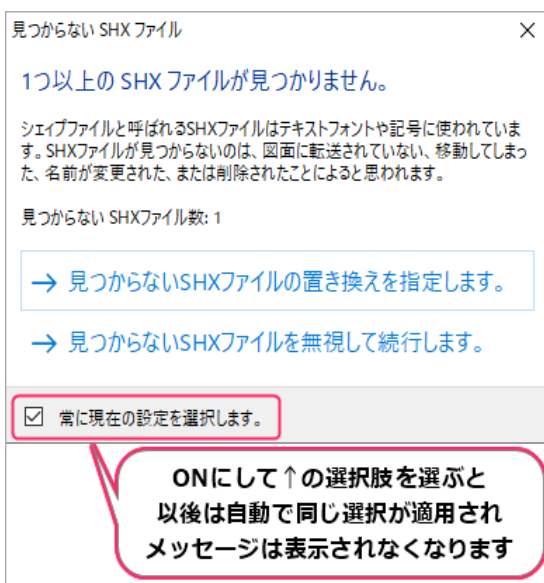 見つからない SHX ファイル
1つ以上の SHX ファイルが見つかりません。
シェイプファイルと呼ばれるSHXファイルはテキストフォントや記号に使われていま
す。SHXファイルが見つからないのは、図面に転送されていない、移動してしまっ
た、名前が変更された、または削除されたことによると思われます。
見つからない SHXファイル数: 1
→ 見つからないSHXファイルの置き換えを指定します。
→ 見つからないSHXファイルを無視して続行します。
常に現在の設定を選択します。
ONにして↑の選択肢を選ぶと
以後は自動で同じ選択が適用され
メッセージは表示されなくなります